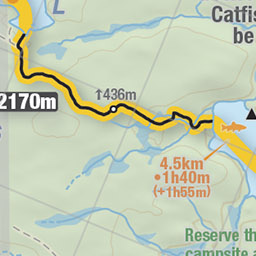 Catfis
be
L
↑436m
2170m
4.5km
•1h40m
(+1h55m)
Reserve th
campsite a